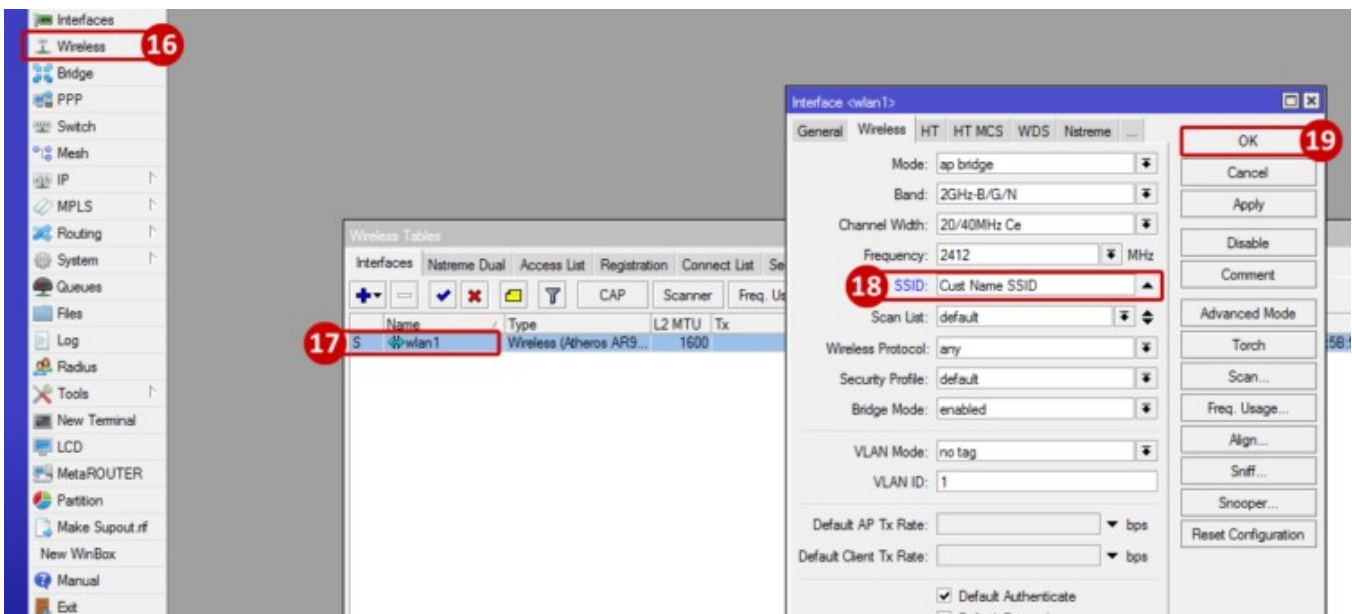 Interfaces
Wireless
16
Bridge
PPP
Switch
Mesh
IP
MPLS
Routing
System
Queues
Files
Log
Radius
Tools
New Terminal
LCD
MetaROUTER
Partition
Make Supout.rif
New WinBox
Manual
Exit
Wireless Tables
Interfaces Nstreme Dual Access List Registration Connect List
CAP Scanner Freq.
Name / Type L2 MTU Tx
17 S wlan1 Wireless (Atheros AR9... 1600
Interface <wlan1>
General Wireless HT HT MCS WDS Nstreme ...
Mode: ap bridge
Band: 2GHz-B/G/N
Channel Width: 20/40MHz Ce
Frequency: 2412 MHz
18 SSID: Cust Name SSID
Scan List: default
Wireless Protocol: any
Security Profile: default
Bridge Mode: enabled
VLAN Mode: no tag
VLAN ID: 1
Default AP Tx Rate: bps
Default Client Tx Rate: bps
Default Authenticate
OK 19
Cancel
Apply
Disable
Comment
Advanced Mode
Torch
Scan...
Freq. Usage...
Align...
Sniff...
Snooper...
Reset Configuration